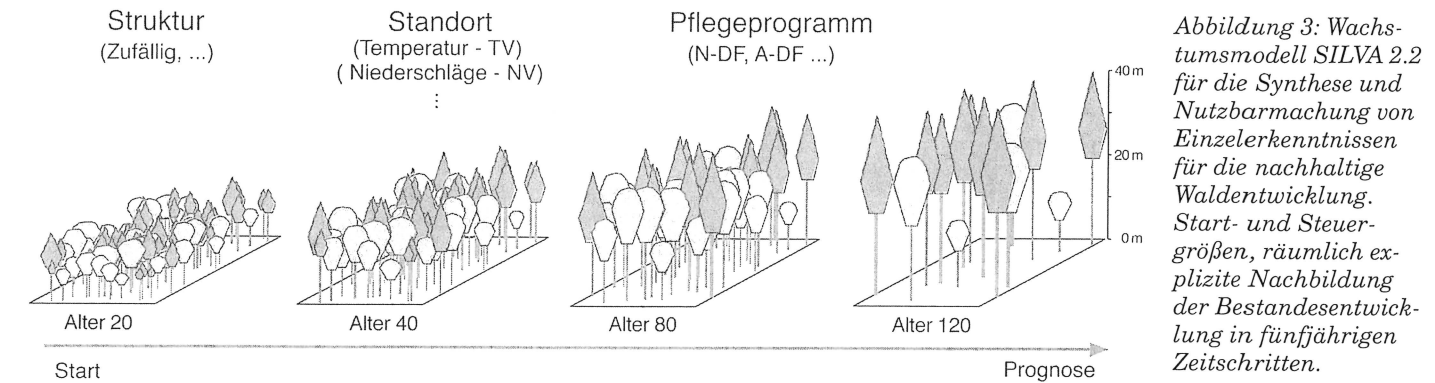 Struktur
(Zufällig, ...)
Standort
(Temperatur - TV)
( Niederschläge - NV)
⋮
Pflegeprogramm
(N-DF, A-DF ...)
40 m
20 m
0 m
Alter 20
Alter 40
Alter 80
Alter 120
Start
Prognose
Abbildung 3: Wachs-
tumsmodell SILVA 2.2
für die Synthese und
Nutzbarmachung von
Einzelerkenntnissen
für die nachhaltige
Waldentwicklung.
Start- und Steuer-
größen, räumlich ex-
plizite Nachbildung
der Bestandesentwick-
lung in fünfjährigen
Zeitschritten.